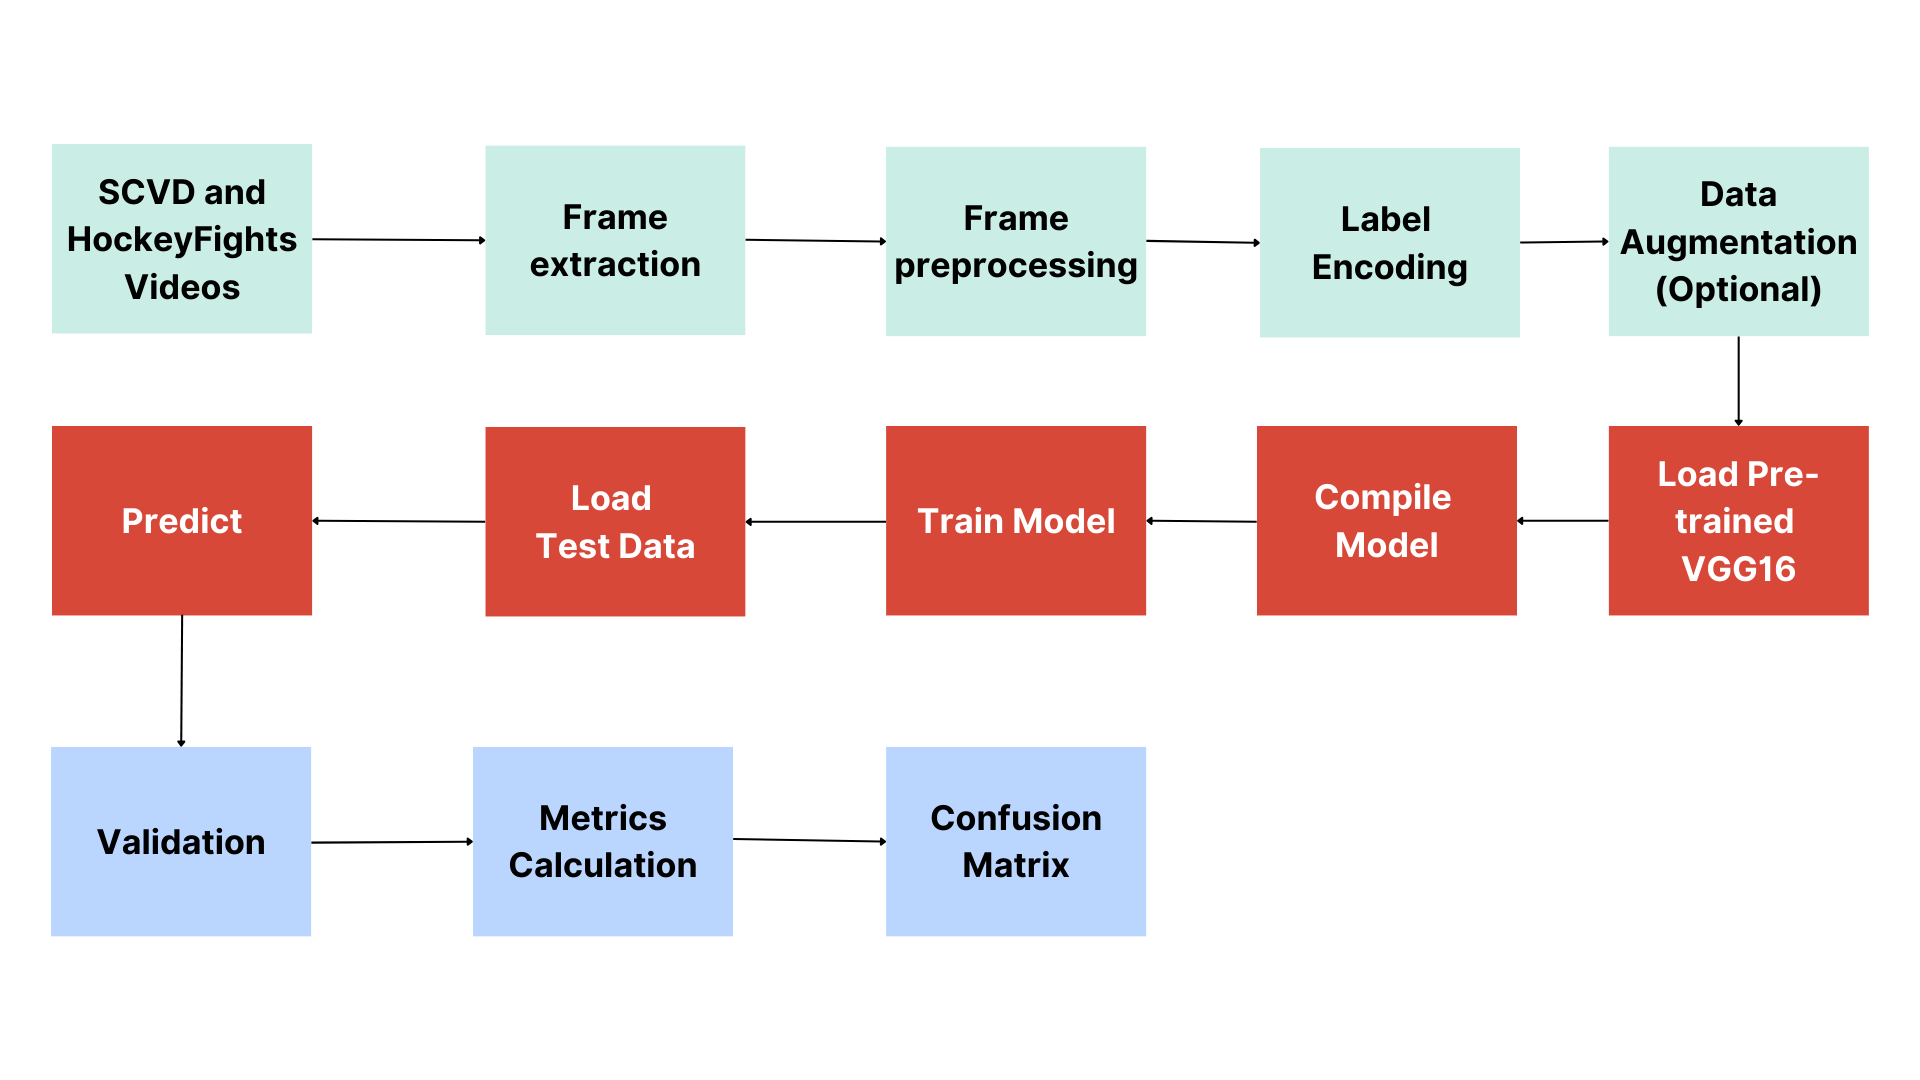 SCVD and
HockeyFights
Videos
Frame
extraction
Frame
preprocessing
Label
Encoding
Data
Augmentation
(Optional)
Load Pre-
trained
VGG16
Compile
Model
Train Model
Load
Test Data
Predict
Validation
Metrics
Calculation
Confusion
Matrix